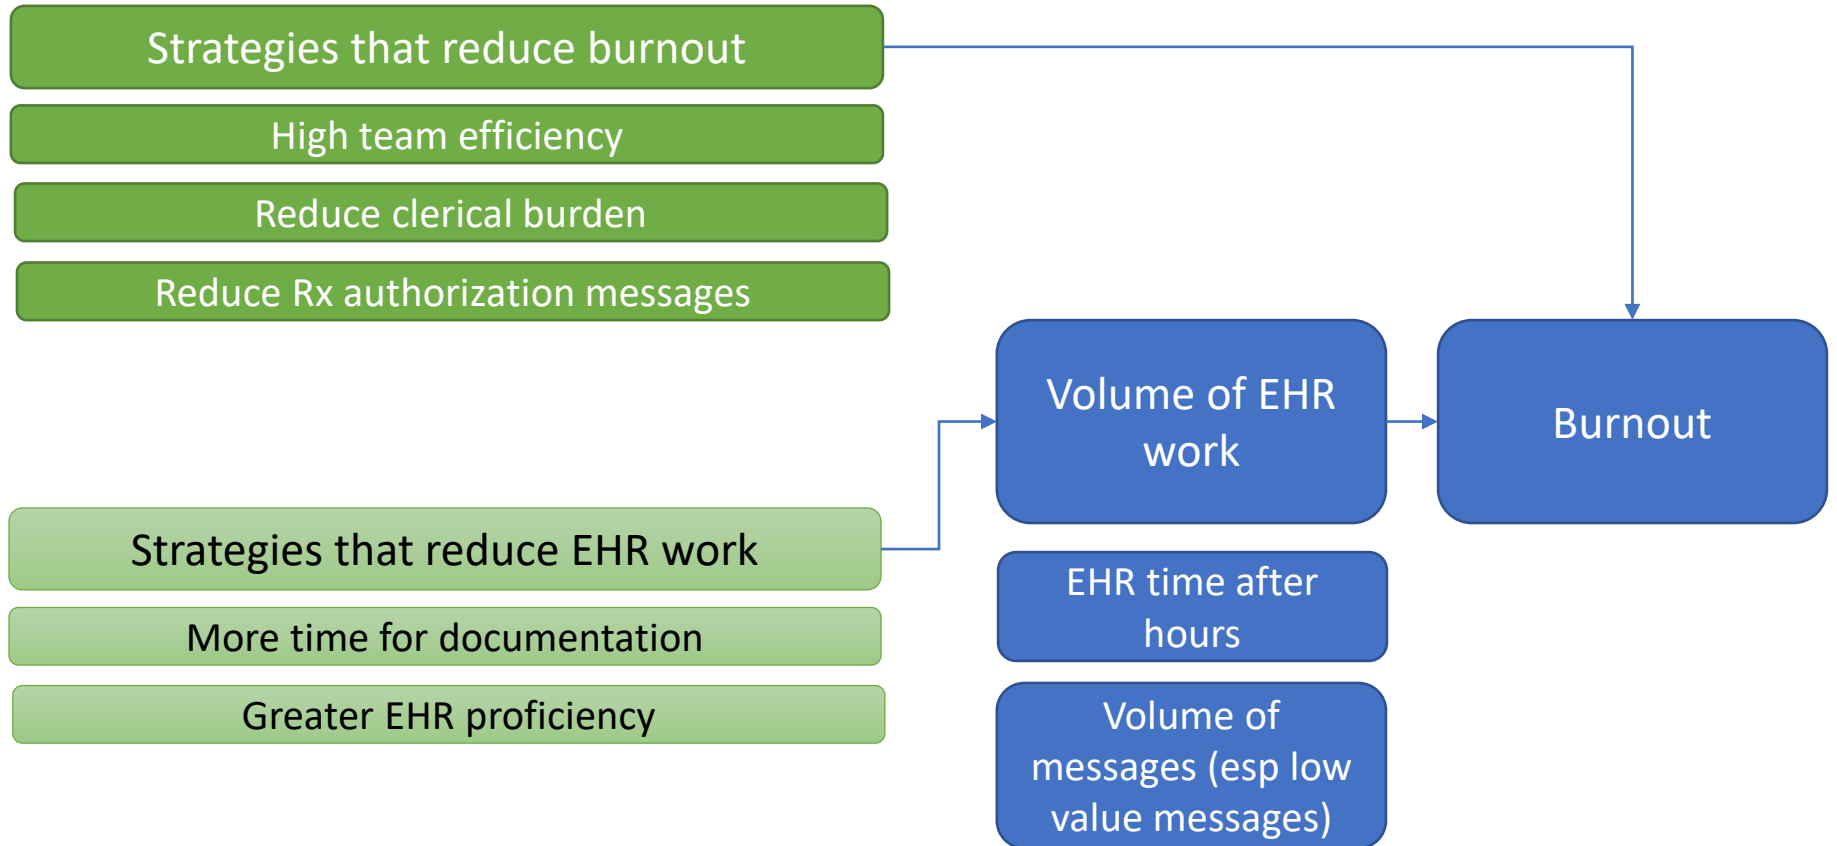 Strategies that reduce burnout
High team efficiency
Reduce clerical burden
Reduce Rx authorization messages
Strategies that reduce EHR work
More time for documentation
Greater EHR proficiency
Volume of EHR
work
EHR time after
hours
Volume of
messages (esp low
value messages)
Burnout